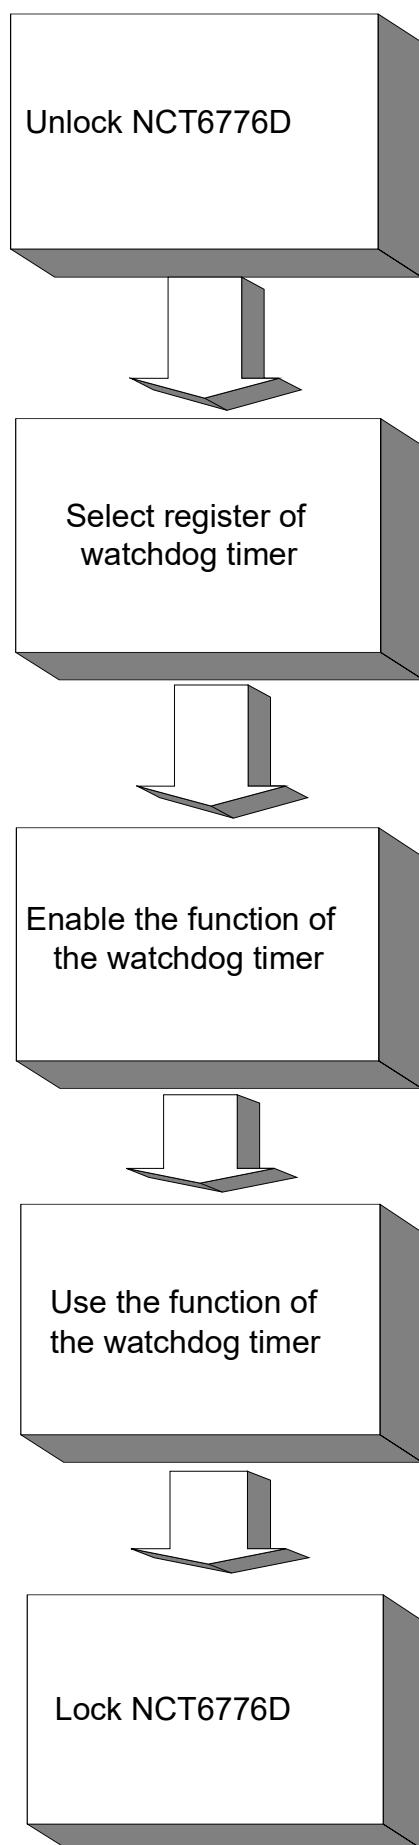 Unlock NCT6776D
Select register of
watchdog timer
Enable the function of
the watchdog timer
Use the function of
the watchdog timer
Lock NCT6776D